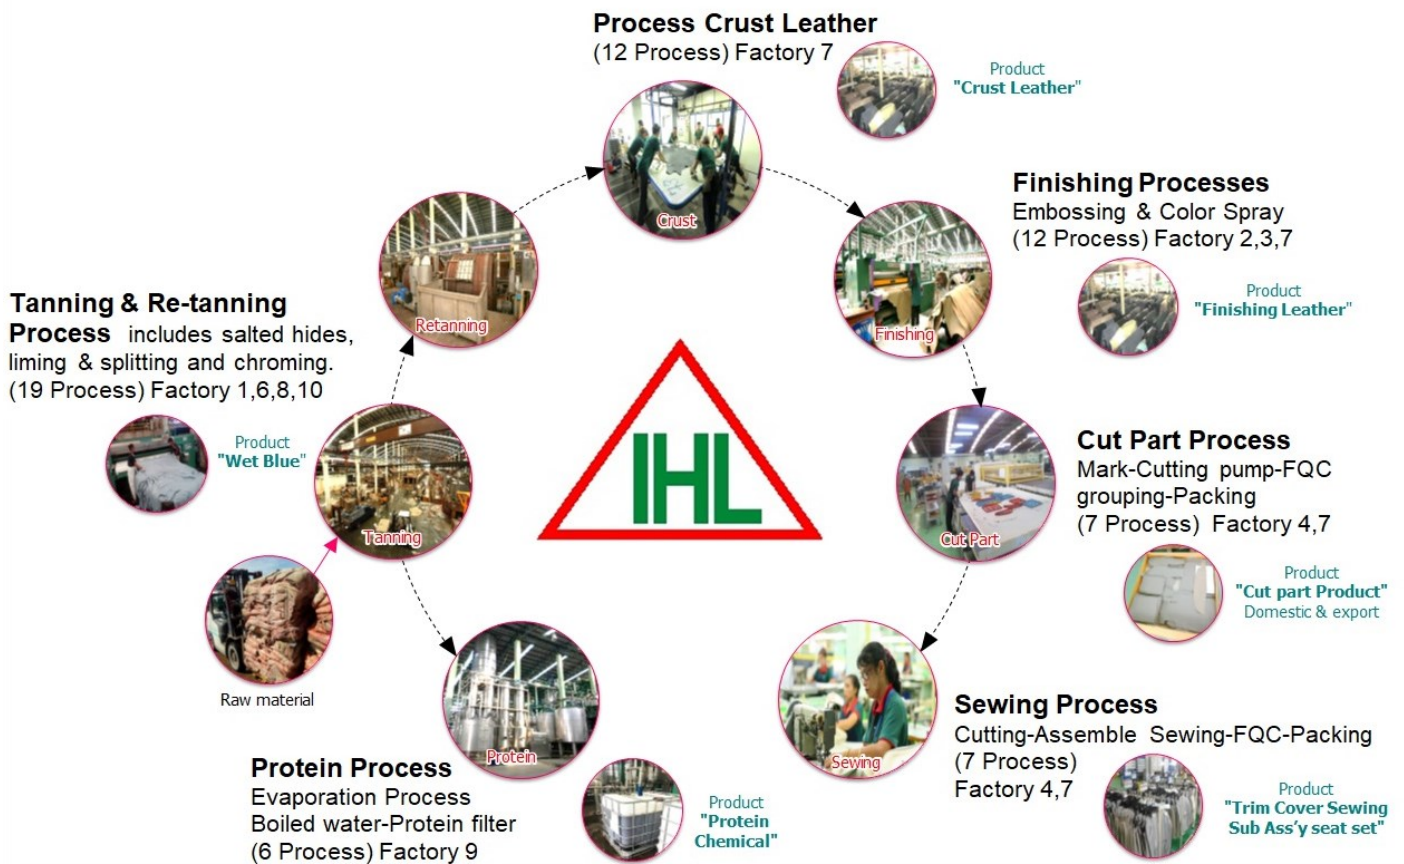 Process Crust Leather
(12 Process) Factory 7
Product
"Crust Leather"
Crust
Finishing Processes
Embossing & Color Spray
(12 Process) Factory 2,3,7
Product
"Finishing Leather"
Finishing
Retanning
Tanning & Re-tanning
Process includes salted hides,
liming & splitting and chroming.
(19 Process) Factory 1,6,8,10
Product
"Wet Blue"
Tanning
Raw material
IHL
Cut Part Process
Mark-Cutting pump-FQC
grouping-Packing
(7 Process) Factory 4,7
Cut Part
Product
"Cut part Product"
Domestic & export
Protein
Protein Process
Evaporation Process
Boiled water-Protein filter
(6 Process) Factory 9
Product
"Protein
Chemical"
Sewing
Sewing Process
Cutting-Assemble Sewing-FQC-Packing
(7 Process)
Factory 4,7
Product
"Trim Cover Sewing
Sub Ass'y seat set"